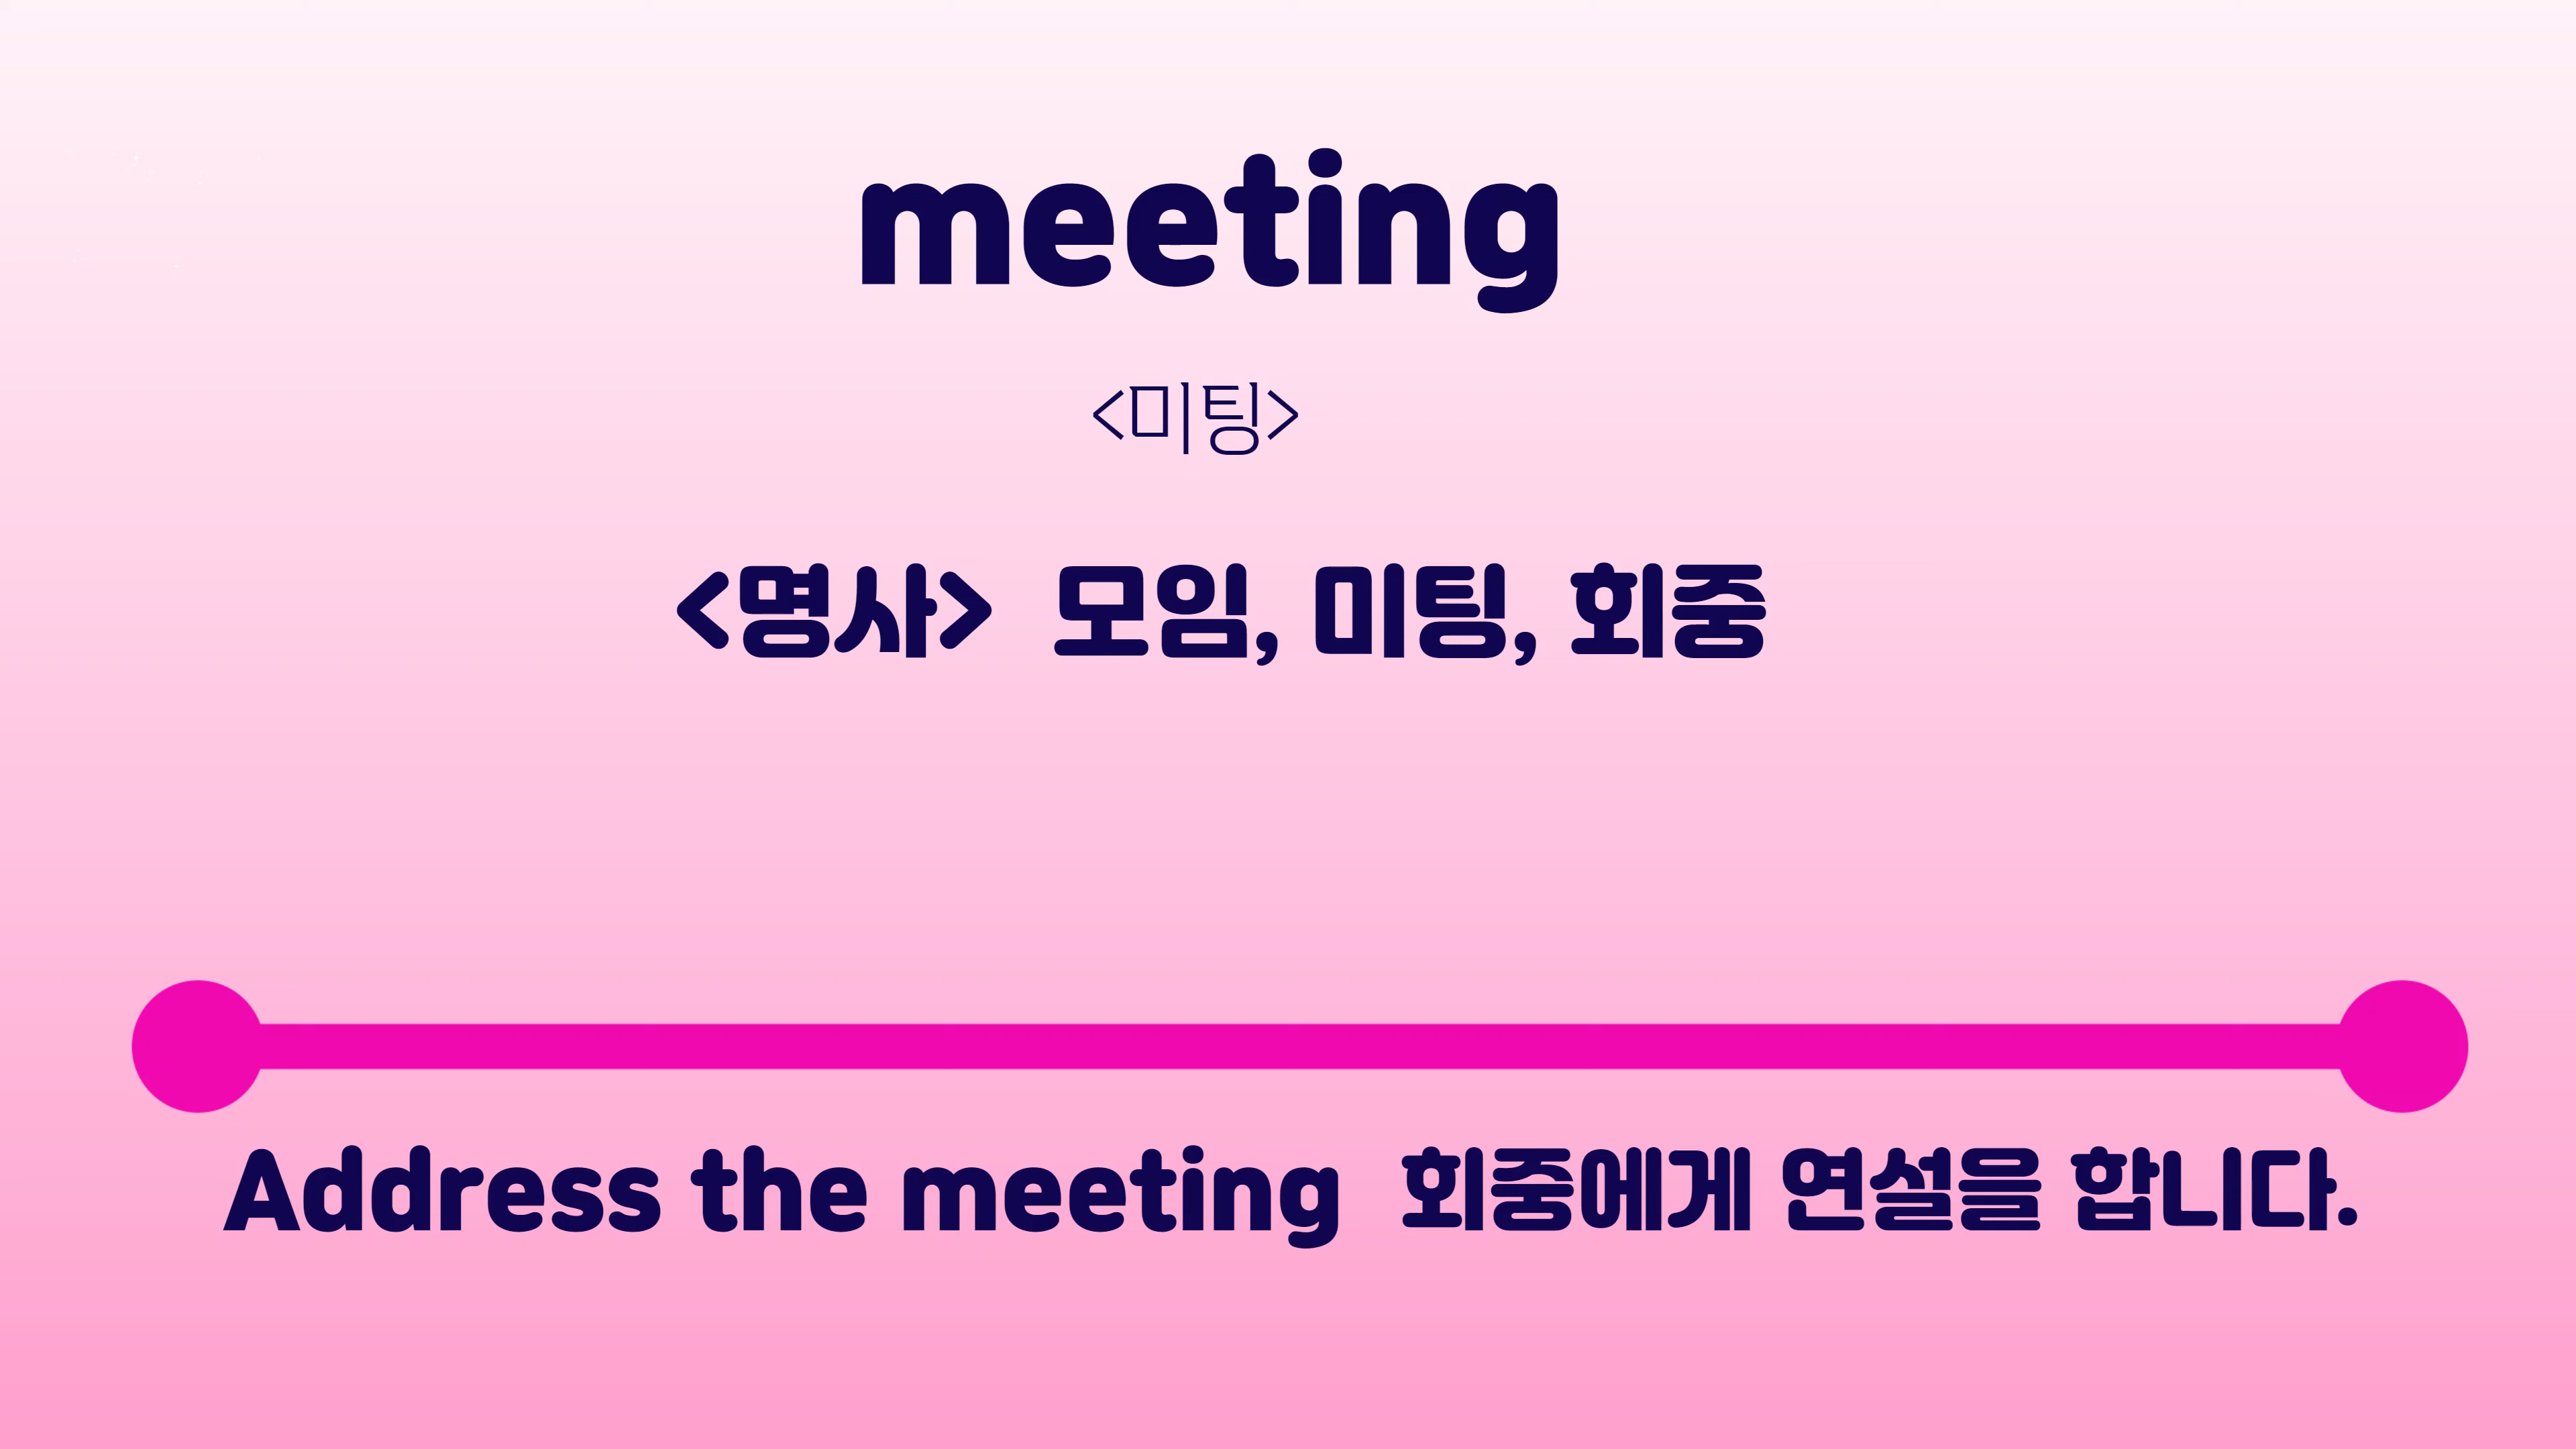 meeting
<미팅>
<명사> 모임, 미팅, 회중
Address the meeting 회중에게 연설을 합니다.